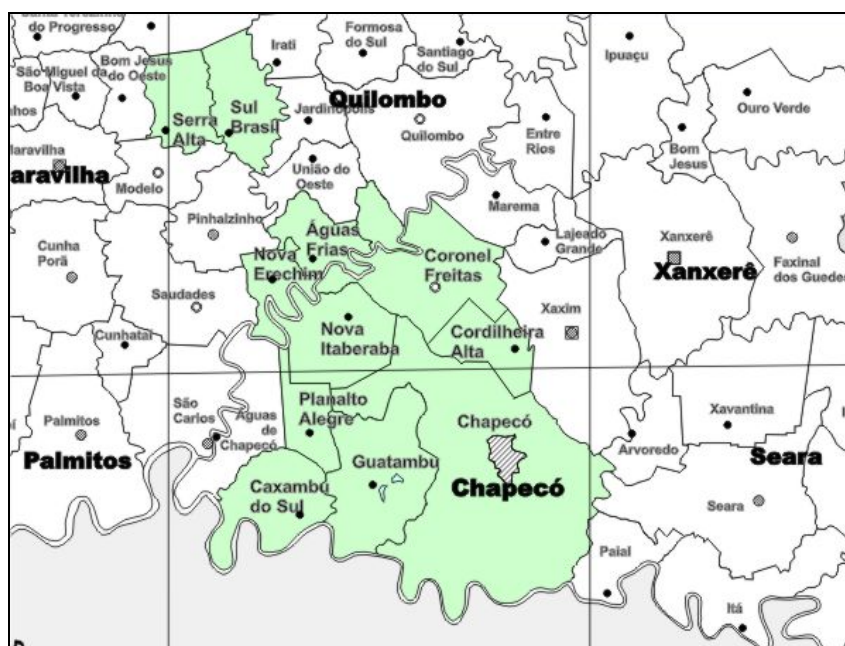 do Progresso
Formosa
do Sul
Irati
Santiago
do Sul
Ipuaçu
São Miguel da
Boa Vista
Bom Jesus
do Oeste
Serra
Alta
Sul
Brasil
Jardinópolis
Quilombo
Quilombo
Entre
Rios
Ouro Verde
Bom
Jesus
Maravilha
aravilha
Modelo
União do
Oeste
Marema
Pinhalzinho
Águas
Frias
Lajeado
Grande
Xanxerê
Xanxerê
Faxinal
dos Guedes
Cunha
Porã
Nova
Erechim
Coronel
Freitas
Saudades
Xaxim
Nova
Itaberaba
Cordilheira
Alta
Cunhataí
Planalto
Alegre
São
Carlos
Águas
de
Chapecó
Palmitos
Palmitos
Chapecó
Chapecó
Guatambú
Caxambú
do Sul
Xavantina
Arvoredo
Seara
Seara
Paial
Itá